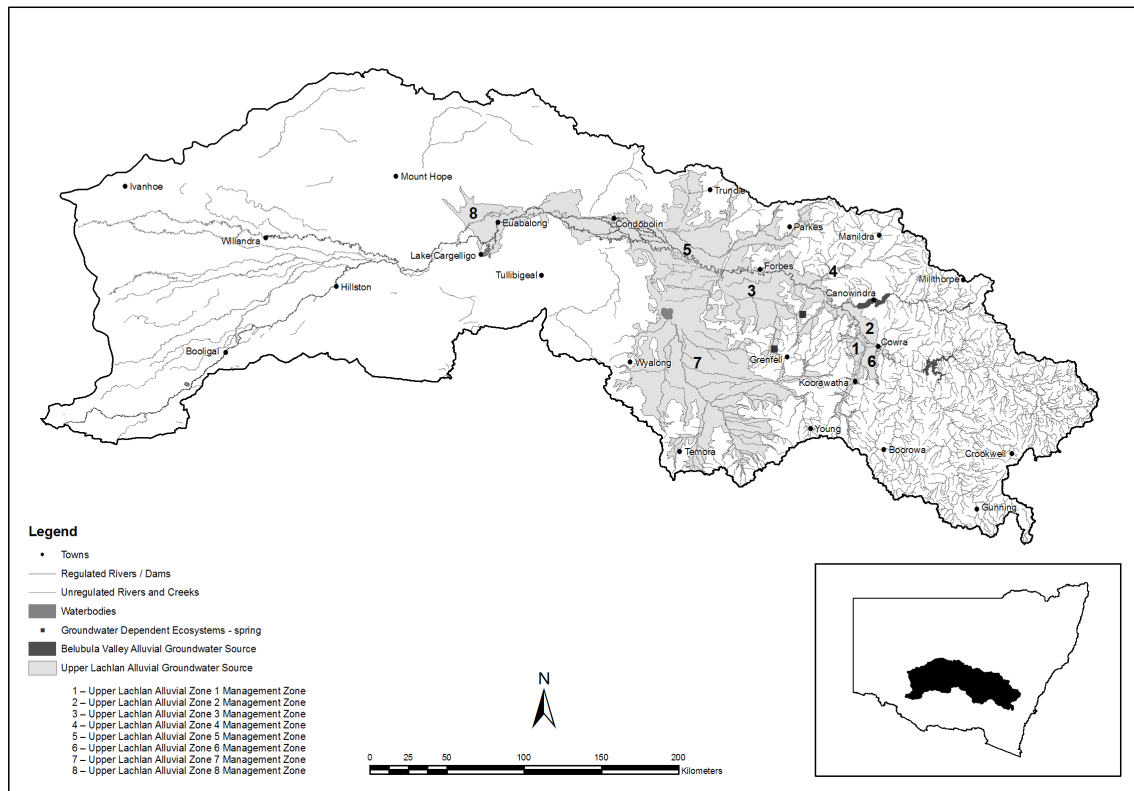 Ivanhoe
Mount Hope
Trundle
8
Euabalong
Condobolin
Parkes
Manildra
Willandra
Lake Cargelligo
5
Tullibigeal
Forbes
4
Millthorpe
Hillston
3
Canowindra
2
Cowra
1
6
Booligal
Wyalong
7
Grenfell
Koorawatha
Young
Temora
Boorowa
Crookwell
Gunning
Legend
Towns
Regulated Rivers / Dams
Unregulated Rivers and Creeks
Waterbodies
Groundwater Dependent Ecosystems - spring
Belubula Valley Alluvial Groundwater Source
Upper Lachlan Alluvial Groundwater Source
1 – Upper Lachlan Alluvial Zone 1 Management Zone
2 – Upper Lachlan Alluvial Zone 2 Management Zone
3 – Upper Lachlan Alluvial Zone 3 Management Zone
4 – Upper Lachlan Alluvial Zone 4 Management Zone
5 – Upper Lachlan Alluvial Zone 5 Management Zone
6 – Upper Lachlan Alluvial Zone 6 Management Zone
7 – Upper Lachlan Alluvial Zone 7 Management Zone
8 – Upper Lachlan Alluvial Zone 8 Management Zone
N
0 25 50 100 150 200
Kilometers